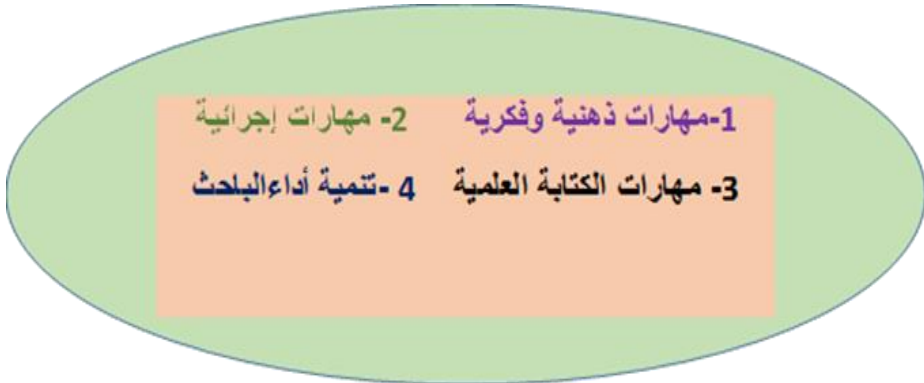 1-مهارات ذهنية وفكرية 2- مهارات إجرائية
3- مهارات الكتابة العلمية 4 -تنمية أداءالباحث